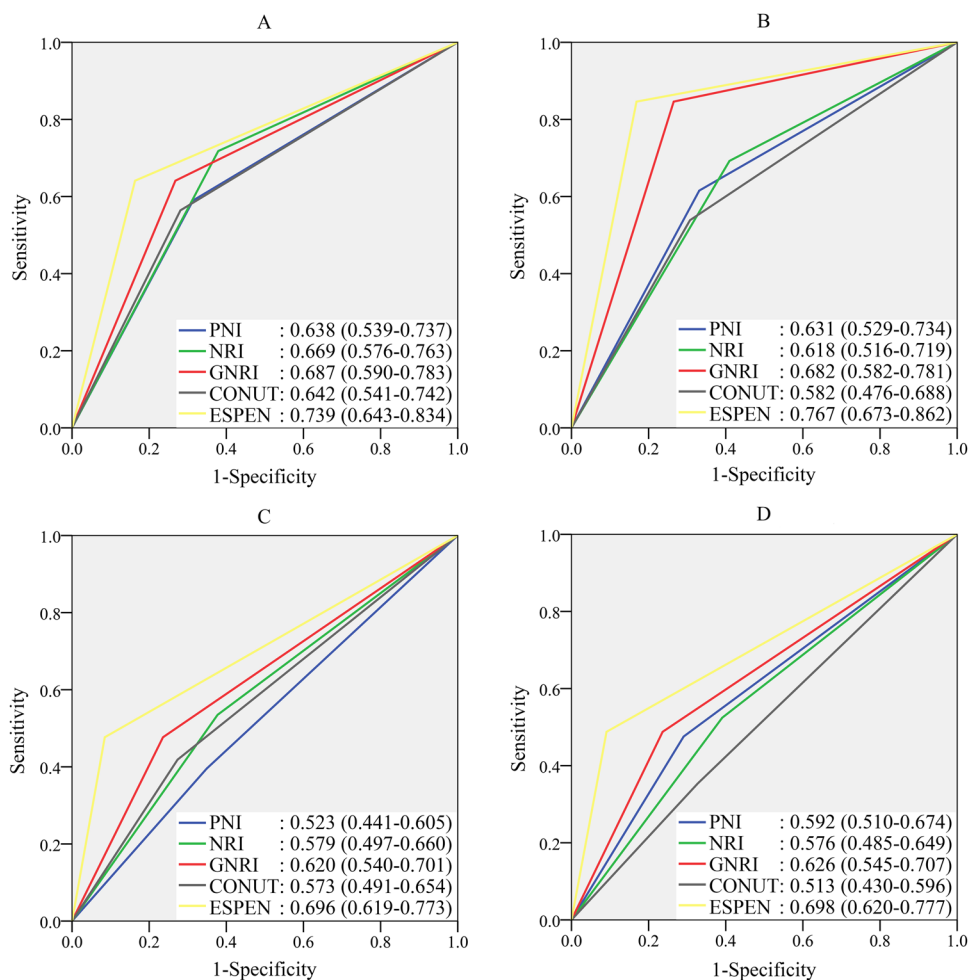 A
Sensitivity
1.0
0.8
0.6
0.4
0.2
0.0
PNI : 0.638 (0.539-0.737)
NRI : 0.669 (0.576-0.763)
GNRI : 0.687 (0.590-0.783)
CONUT : 0.642 (0.541-0.742)
ESPEN : 0.739 (0.643-0.834)
0.0 0.2 0.4 0.6 0.8 1.0
1-Specificity
B
Sensitivity
1.0
0.8
0.6
0.4
0.2
0.0
PNI : 0.631 (0.529-0.734)
NRI : 0.618 (0.516-0.719)
GNRI : 0.682 (0.582-0.781)
CONUT : 0.582 (0.476-0.688)
ESPEN : 0.767 (0.673-0.862)
0.0 0.2 0.4 0.6 0.8 1.0
1-Specificity
C
Sensitivity
1.0
0.8
0.6
0.4
0.2
0.0
PNI : 0.523 (0.441-0.605)
NRI : 0.579 (0.497-0.660)
GNRI : 0.620 (0.540-0.701)
CONUT : 0.573 (0.491-0.654)
ESPEN : 0.696 (0.619-0.773)
0.0 0.2 0.4 0.6 0.8 1.0
1-Specificity
D
Sensitivity
1.0
0.8
0.6
0.4
0.2
0.0
PNI : 0.592 (0.510-0.674)
NRI : 0.576 (0.485-0.649)
GNRI : 0.626 (0.545-0.707)
CONUT : 0.513 (0.430-0.596)
ESPEN : 0.698 (0.620-0.777)
0.0 0.2 0.4 0.6 0.8 1.0
1-Specificity